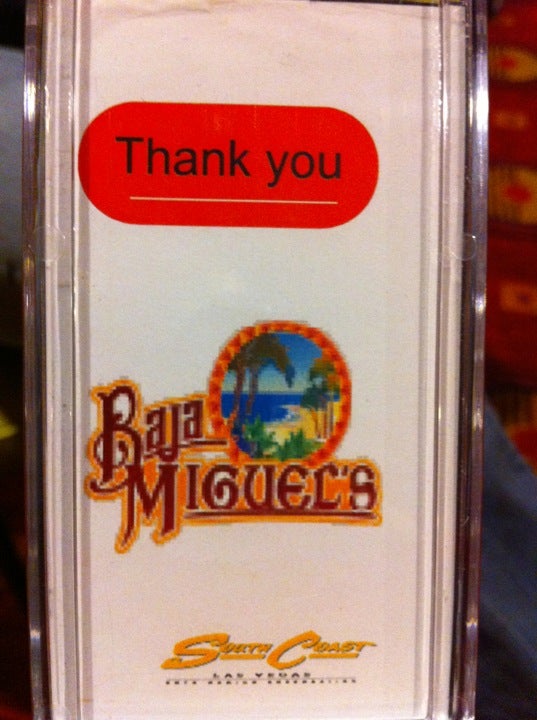 Thank you
Baja
MIGUEL'S
SOUTH COAST
LAS VEGAS